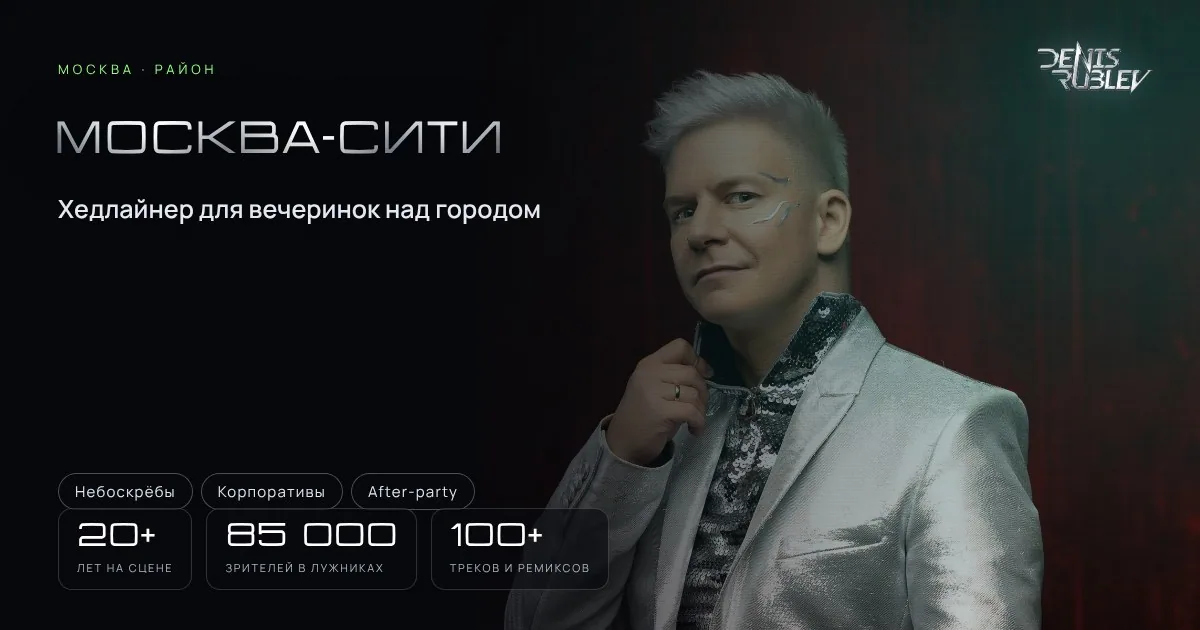 МОСКВА · РАЙОН
DENIS
RUBLEV
МОСКВА-СИТИ
Хедлайнер для вечеринок над городом
Небоскрёбы Корпоративы After-party
20+ 85 000 100+
ЛЕТ НА СЦЕНЕ ЗРИТЕЛЕЙ В ЛУЖНИКАХ ТРЕКОВ И РЕМИКСОВ